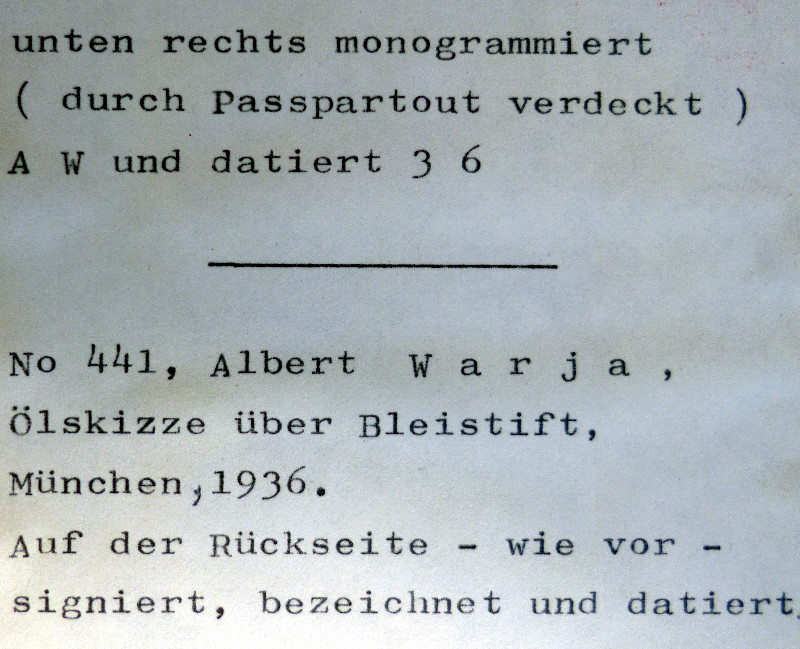 unten rechts monogrammiert
( durch Passpartout verdeckt )
A W und datiert 3 6
No 441, Albert W a r j a ,
Ölskizze über Bleistift,
München,1936.
Auf der Rückseite - wie vor -
signiert, bezeichnet und datiert,